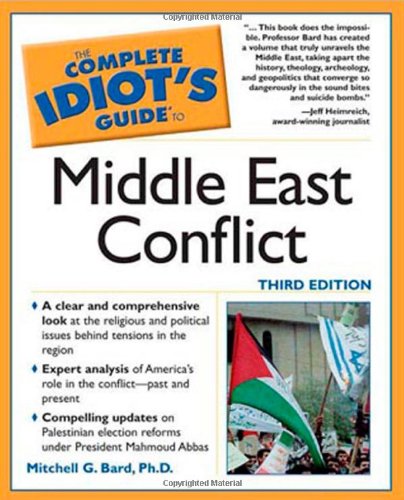 Copyrighted Material
THE
COMPLETE
IDIOT'S
GUIDE® TO
"... This book does the impossi-
ble. Professor Bard has created
a volume that truly unravels the
Middle East, taking apart the
history, theology, archeology,
and geopolitics that converge so
dangerously in the sound bites
and suicide bombs."
—Jeff Heimreich,
award-winning journalist
Middle East
Conflict
THIRD EDITION
♦ A clear and comprehensive
look at the religious and political
issues behind tensions in the
region
♦ Expert analysis of America's
role in the conflict—past and
present
♦ Compelling updates on
Palestinian election reforms
under President Mahmoud Abbas
Mitchell G. Bard, Ph.D.
Copyrighted Material